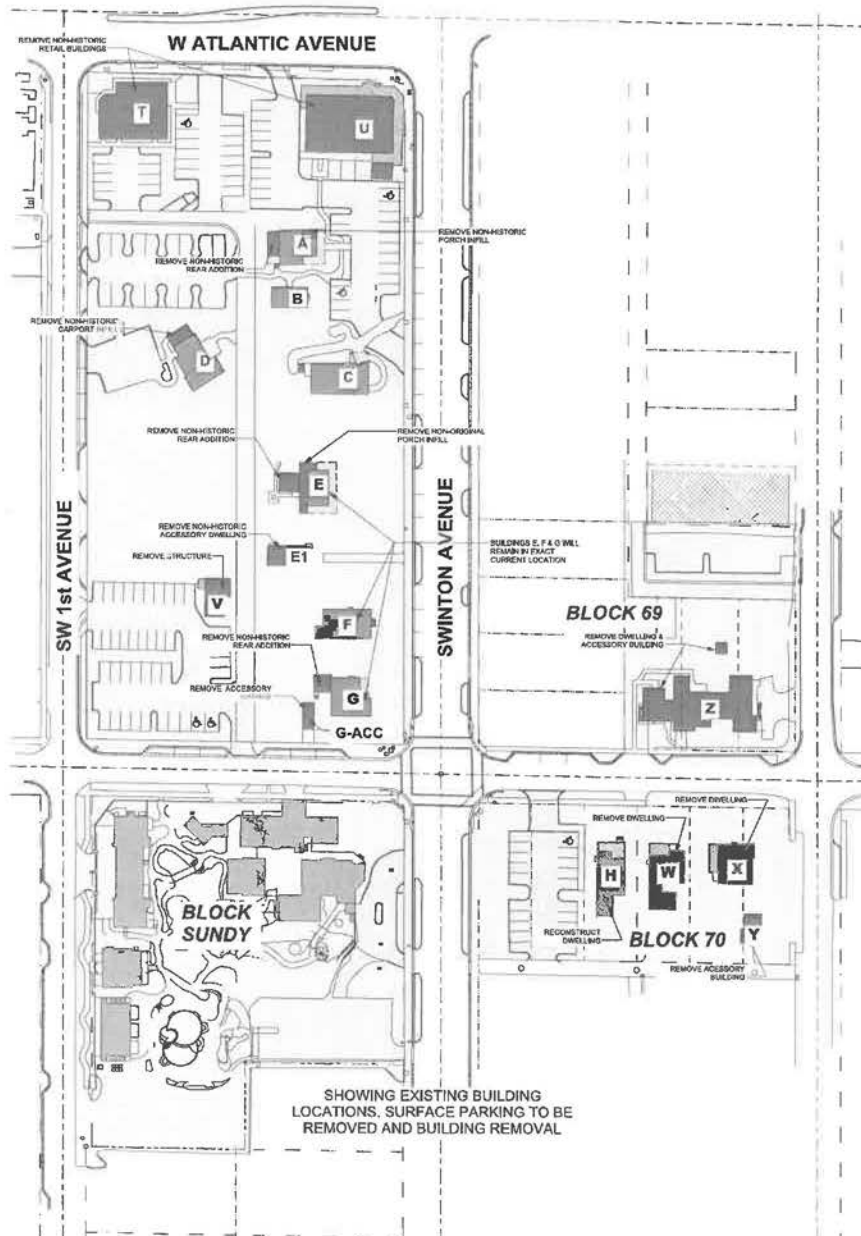 W ATLANTIC AVENUE
REMOVE NON-HISTORIC
RETAIL BUILDINGS
T
U
REMOVE NON-HISTORIC
PORCH INFILL
A
REMOVE NON-HISTORIC
REAR ADDITION
B
REMOVE NON-HISTORIC
CARPORT INFILL
D
C
REMOVE NON-HISTORIC
REAR ADDITION
REMOVE NON-ORIGINAL
PORCH INFILL
E
REMOVE NON-HISTORIC
ACCESSORY DWELLING
E1
BUILDINGS E, F & G WILL
REMAIN IN EXACT
CURRENT LOCATION
REMOVE STRUCTURE
V
SW 1st AVENUE
SWINTON AVENUE
BLOCK 69
REMOVE DWELLING &
ACCESSORY BUILDING
F
REMOVE NON-HISTORIC
REAR ADDITION
G
REMOVE ACCESSORY
G-ACC
Z
REMOVE DWELLING
REMOVE DWELLING
H
W
X
BLOCK
SUNDY
RECONSTRUCT
DWELLING
BLOCK 70
Y
REMOVE ACESSORY
BUILDING
SHOWING EXISTING BUILDING
LOCATIONS, SURFACE PARKING TO BE
REMOVED AND BUILDING REMOVAL